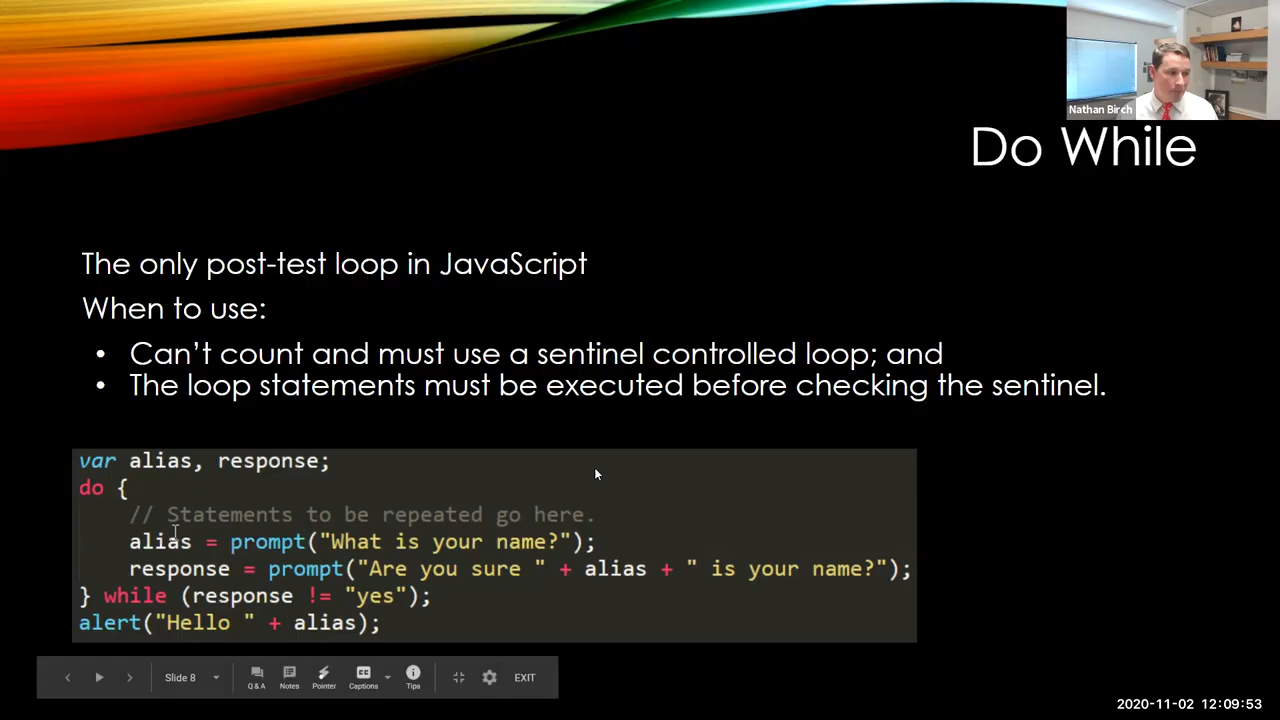 Nathan Birch
Do While
The only post-test loop in JavaScript
When to use:
• Can't count and must use a sentinel controlled loop; and
• The loop statements must be executed before checking the sentinel.
var alias, response;
do {
// Statements to be repeated go here.
alias = prompt("What is your name?");
response = prompt("Are you sure " + alias + " is your name?");
} while (response != "yes");
alert("Hello " + alias);
Slide 8
Q & A
Notes
Pointer
Captions
Tips
EXIT
2020-11-02 12:09:53